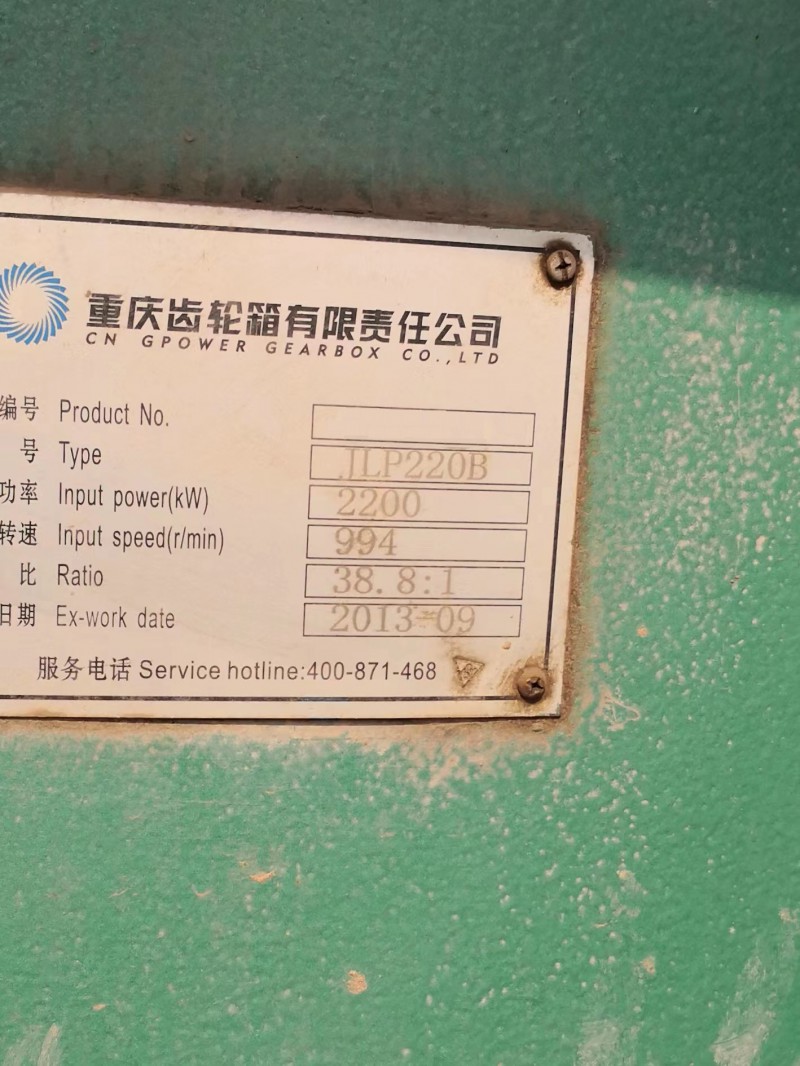 重庆齿轮箱有限责任公司
CN GPOWER GEARBOX CO.,LTD
编号 Product No.
号 Type JLP220B
功率 Input power(kW) 2200
转速 Input speed(r/min) 994
比 Ratio 38.8:1
日期 Ex-work date 2013-09
服务电话 Service hotline:400-871-468